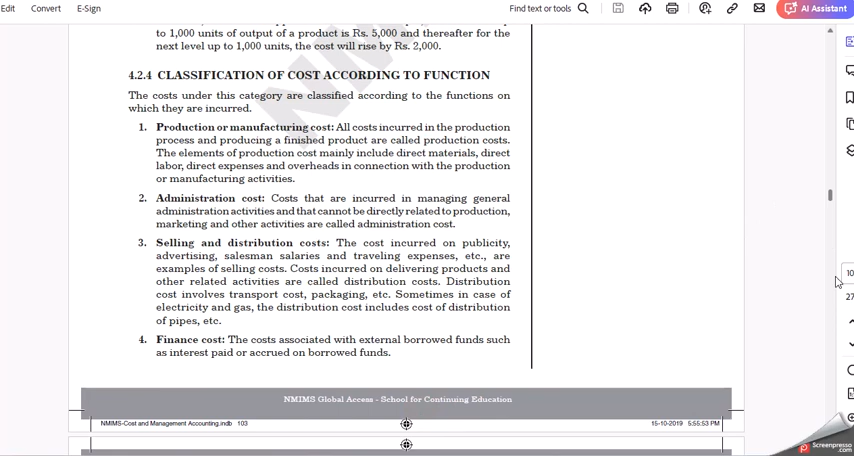 Edit Convert E-Sign Find text or tools AI Assistant
to 1,000 units of output of a product is Rs. 5,000 and thereafter for the
next level up to 1,000 units, the cost will rise by Rs. 2,000.
4.2.4 CLASSIFICATION OF COST ACCORDING TO FUNCTION
The costs under this category are classified according to the functions on
which they are incurred.
1. Production or manufacturing cost: All costs incurred in the production
process and producing a finished product are called production costs.
The elements of production cost mainly include direct materials, direct
labor, direct expenses and overheads in connection with the production
or manufacturing activities.
2. Administration cost: Costs that are incurred in managing general
administration activities and that cannot be directly related to production,
marketing and other activities are called administration cost.
3. Selling and distribution costs: The cost incurred on publicity,
advertising, salesman salaries and traveling expenses, etc., are
examples of selling costs. Costs incurred on delivering products and
other related activities are called distribution costs. Distribution
cost involves transport cost, packaging, etc. Sometimes in case of
electricity and gas, the distribution cost includes cost of distribution
of pipes, etc.
4. Finance cost: The costs associated with external borrowed funds such
as interest paid or accrued on borrowed funds.
NMIMS Global Access - School for Continuing Education
NMIMS-Cost and Management Accounting.indb 103 15-10-2019 5:55:53 PM
10
27
Screenpresso
.com